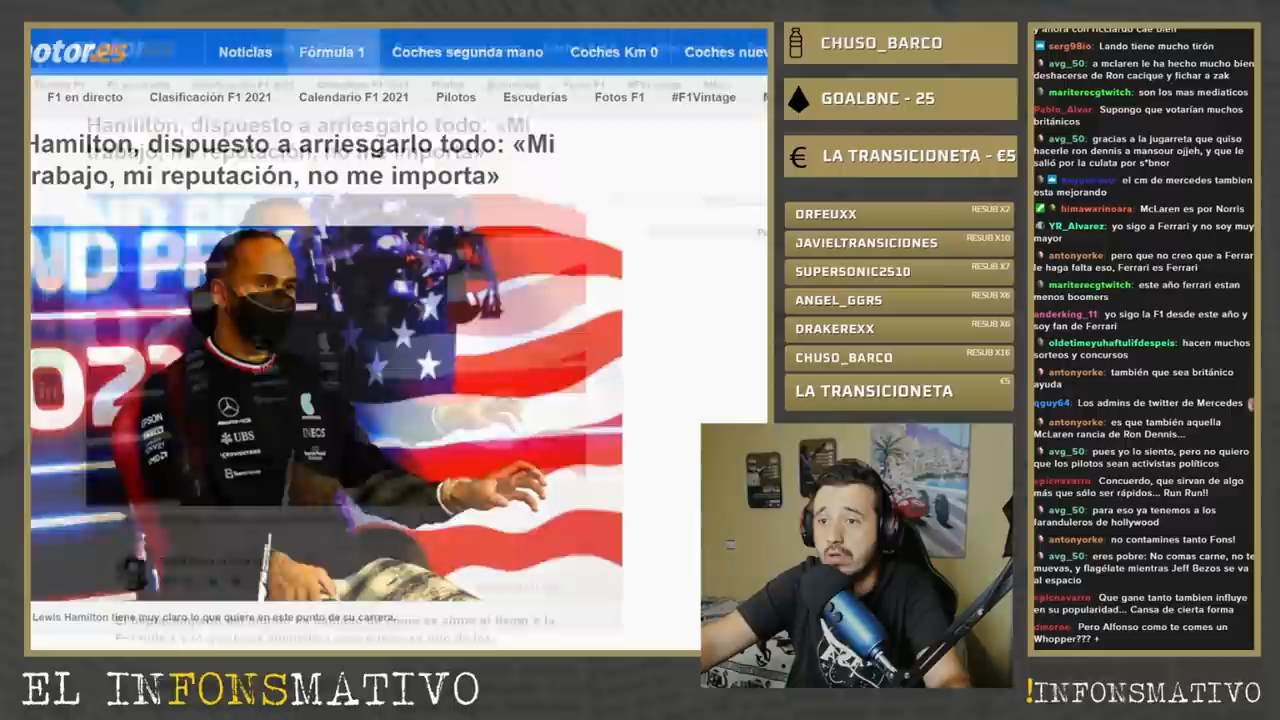 motor.es
Noticias
Fórmula 1
Coches segunda mano
Coches Km 0
Coches nuev
F1 en directo
Clasificación F1 2021
Calendario F1 2021
Pilotos
Escuderías
Fotos F1
#F1Vintage
Hamilton, dispuesto a arriesgarlo todo: «Mi
rabajo, mi reputación, no me importa»
EPSON
UBS
INEOS
Lewis Hamilton tiene muy claro lo que quiere en este punto de su carrera.
CHUSO_BARCO
GOALBNC - 25
€ LA TRANSICIONETA - €5
ORFEUXX RESUB X2
JAVIELTRANSICIONES RESUB X10
SUPERSONIC2510 RESUB X7
ANGEL_GGRS RESUB X6
DRAKEREXX RESUB X6
CHUSO_BARCO RESUB X16
LA TRANSICIONETA €5
y ahora con ricciardo cae bien
serg98io: Lando tiene mucho tirón
avg_50: a mclaren le ha hecho mucho bien
deshacerse de Ron cacique y fichar a zak
mariterecgtwitch: son los mas mediaticos
Pablo_Alvar: Supongo que votarían muchos
británicos
avg_50: gracias a la jugarreta que quiso
hacerle ron dennis a mansour ojjeh, y que le
salió por la culata por s*bnor
el cm de mercedes tambien
esta mejorando
himawarinoara: McLaren es por Norris
YR_Alvarez: yo sigo a Ferrari y no soy muy
mayor
antonyorke: pero que no creo que a Ferrar
le haga falta eso, Ferrari es Ferrari
mariterecgtwitch: este año ferrari estan
menos boomers
anderking_11: yo sigo la F1 desde este año y
soy fan de Ferrari
oldetimeyuhaftulifdespeis: hacen muchos
sorteos y concursos
antonyorke: también que sea británico
ayuda
qguy64: Los admins de twitter de Mercedes
antonyorke: es que también aquella
McLaren rancia de Ron Dennis...
avg_50: pues yo lo siento, pero no quiero
que los pilotos sean activistas políticos
epicnavarro: Concuerdo, que sirvan de algo
más que sólo ser rápidos... Run Run!!
avg_50: para eso ya tenemos a los
faranduleros de hollywood
antonyorke: no contamines tanto Fons!
avg_50: eres pobre: No comas carne, no te
muevas, y flagélate mientras Jeff Bezos se va
al espacio
epicnavarro: Que gane tanto tambien influye
en su popularidad... Cansa de cierta forma
Pero Alfonso como te comes un
Whopper??? +
EL INFONSMATIVO
!INFONSMATIVO